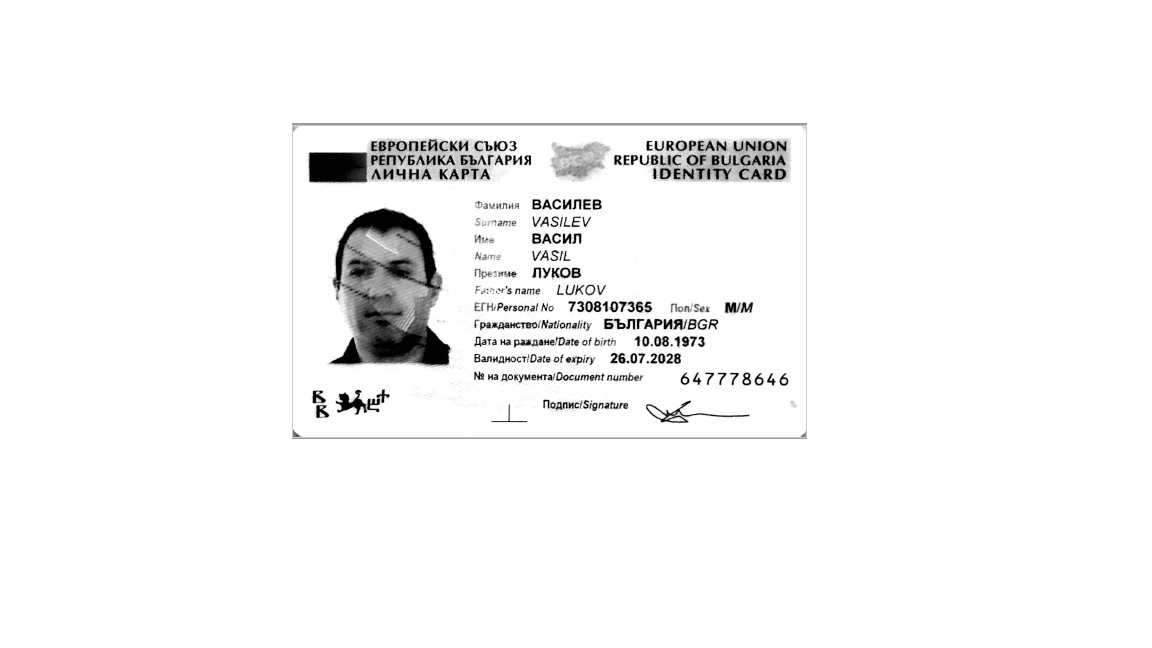 ЕВРОПЕЙСКИ СЪЮЗ
РЕПУБЛИКА БЪЛГАРИЯ
ЛИЧНА КАРТА
EUROPEAN UNION
REPUBLIC OF BULGARIA
IDENTITY CARD
Фамилия ВАСИЛЕВ
Surname VASILEV
Име ВАСИЛ
Name VASIL
Презиме ЛУКОВ
Father's name LUKOV
ЕГН/Personal No 7308107365 Пол/Sex М/M
Гражданство/Nationality БЪЛГАРИЯ/BGR
Дата на раждане/Date of birth 10.08.1973
Валидност/Date of expiry 26.07.2028
№ на документа/Document number 647778646
Подпис/Signature